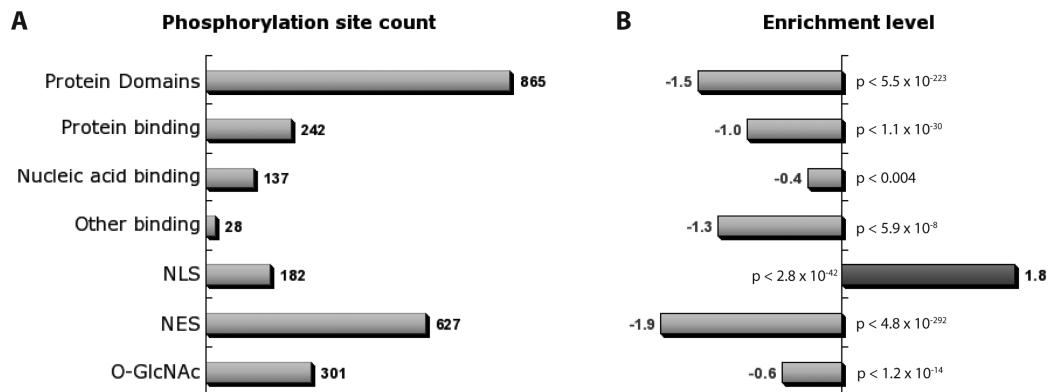 A Phosphorylation site count
Protein Domains 865
Protein binding 242
Nucleic acid binding 137
Other binding 28
NLS 182
NES 627
O-GlcNAc 301
B Enrichment level
-1.5 p < 5.5 x 10⁻²²³
-1.0 p < 1.1 x 10⁻³⁰
-0.4 p < 0.004
-1.3 p < 5.9 x 10⁻⁸
p < 2.8 x 10⁻⁴² 1.8
-1.9 p < 4.8 x 10⁻²⁹²
-0.6 p < 1.2 x 10⁻¹⁴